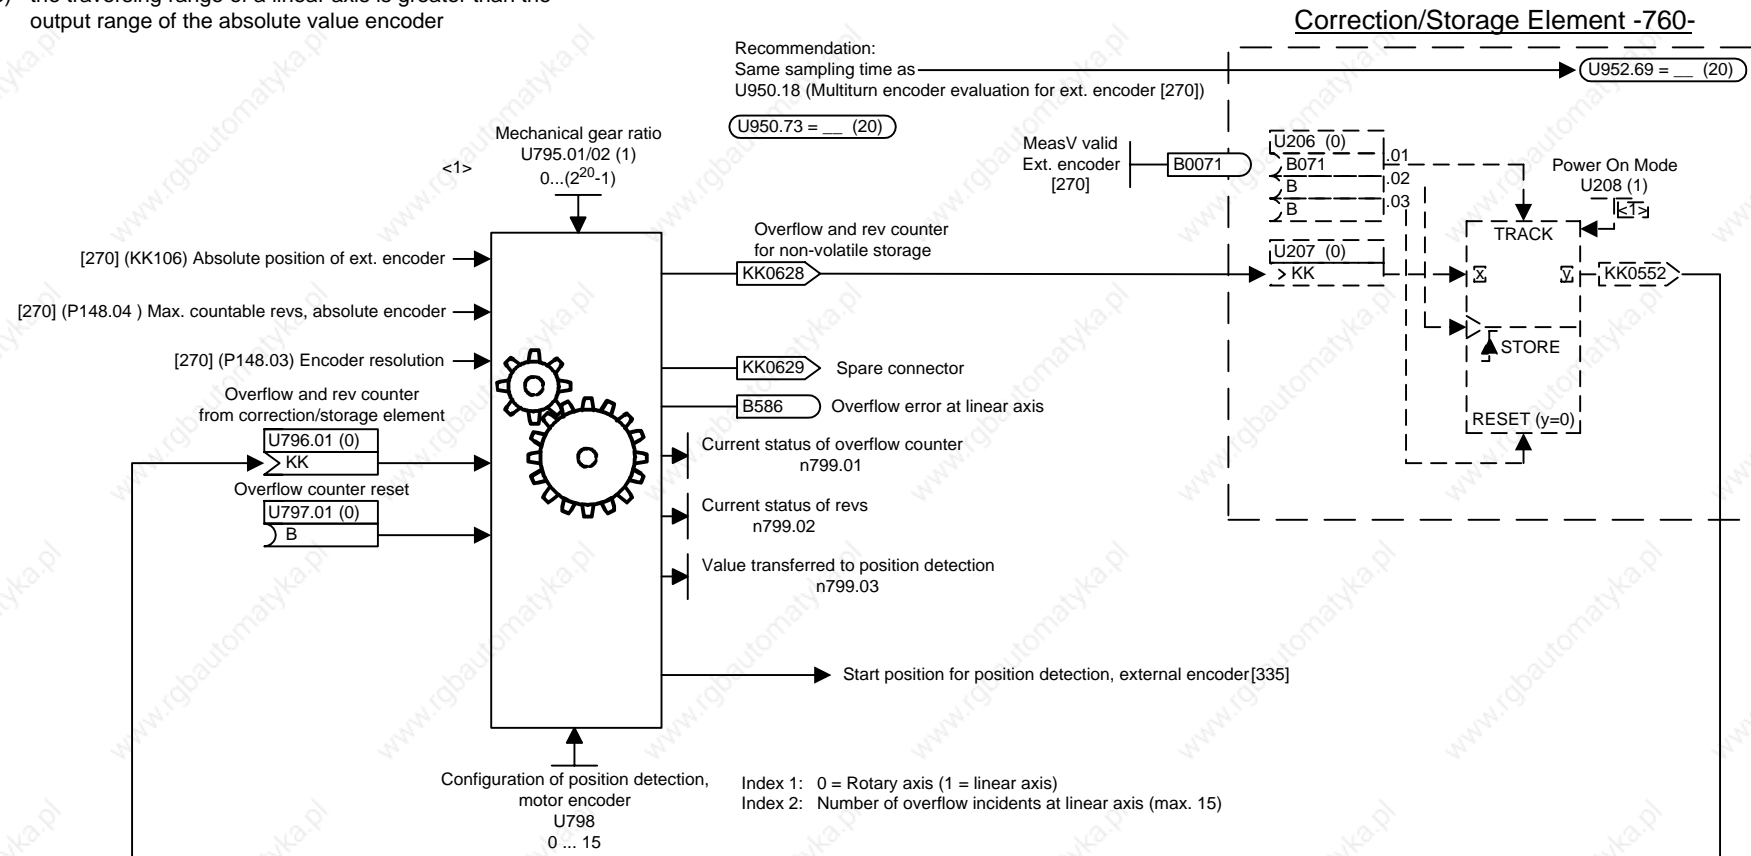 the traversing range of a linear axis is greater than the
output range of the absolute value encoder
Correction/Storage Element -760-
Recommendation:
Same sampling time as
U950.18 (Multiturn encoder evaluation for ext. encoder [270])
U952.69 = __ (20)
U950.73 = __ (20)
Mechanical gear ratio
U795.01/02 (1)
0...(2^20-1)
<1>
MeasV valid
Ext. encoder
[270]
B0071
U206 (0)
B071
.01
B
.02
B
.03
Power On Mode
U208 (1)
<1>
TRACK
Overflow and rev counter
for non-volatile storage
KK0628
U207 (0)
KK
x
y
KK0552
STORE
RESET (y=0)
[270] (KK106) Absolute position of ext. encoder
[270] (P148.04 ) Max. countable revs, absolute encoder
[270] (P148.03) Encoder resolution
KK0629
Spare connector
B586
Overflow error at linear axis
Overflow and rev counter
from correction/storage element
U796.01 (0)
KK
Overflow counter reset
U797.01 (0)
B
Current status of overflow counter
n799.01
Current status of revs
n799.02
Value transferred to position detection
n799.03
Start position for position detection, external encoder[335]
Configuration of position detection,
motor encoder
U798
0 ... 15
Index 1: 0 = Rotary axis (1 = linear axis)
Index 2: Number of overflow incidents at linear axis (max. 15)
www.rgbautomatyka.pl